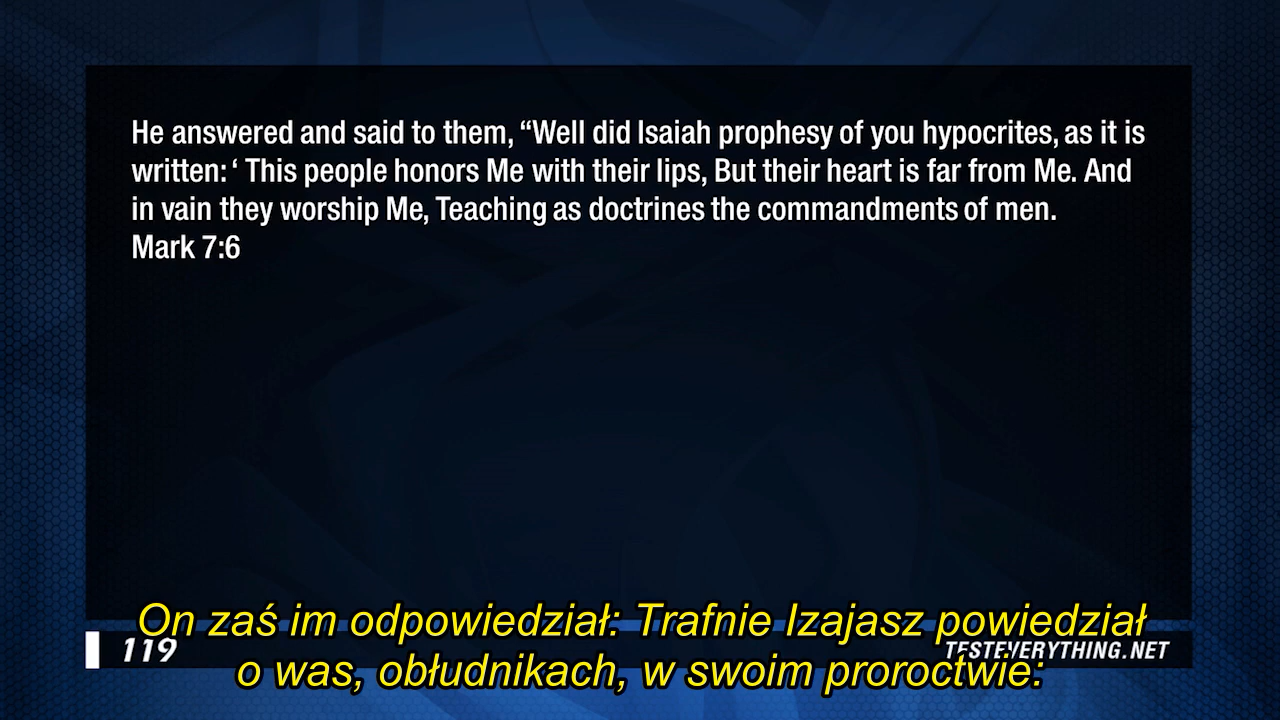 He answered and said to them, “Well did Isaiah prophesy of you hypocrites, as it is
written: ‘ This people honors Me with their lips, But their heart is far from Me. And
in vain they worship Me, Teaching as doctrines the commandments of men.
Mark 7:6
On zaś im odpowiedział: Trafnie Izajasz powiedział
o was, obłudnikach, w swoim proroctwie:
119
TESTEVERYTHING.NET